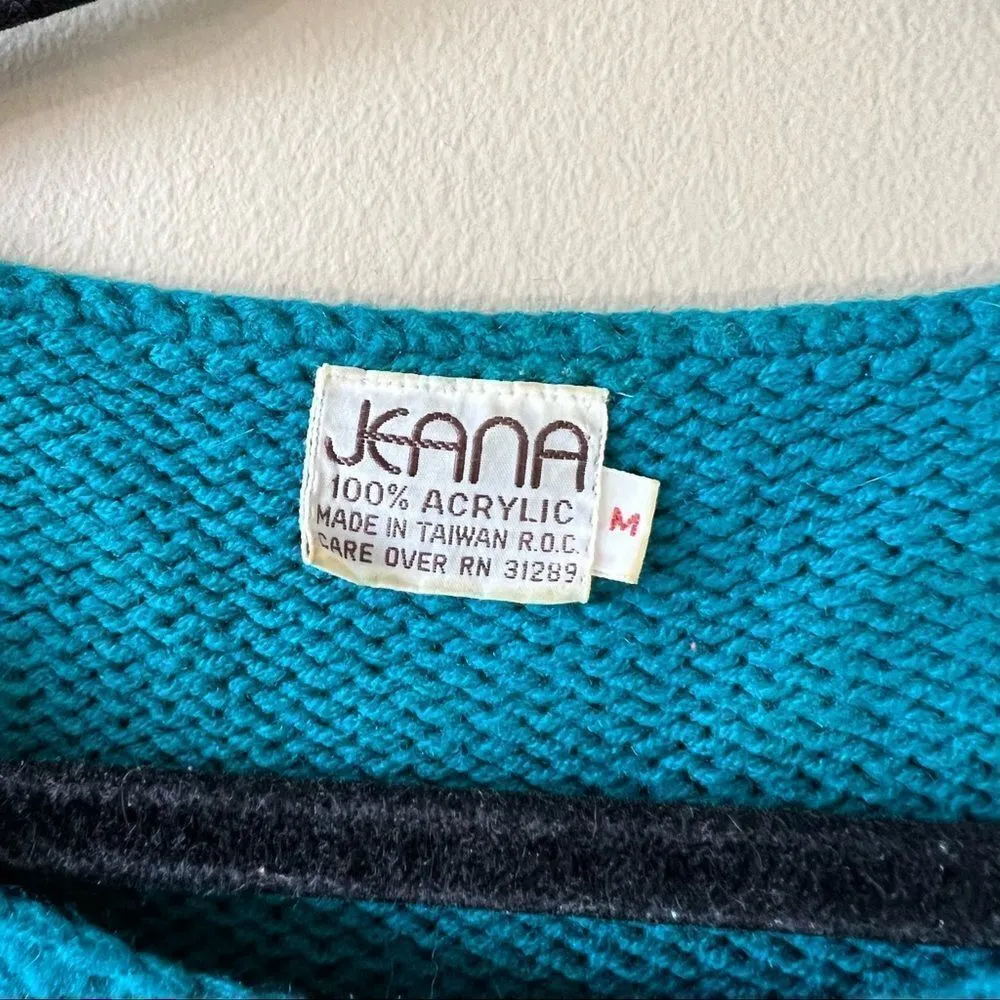 JEANA
100% ACRYLIC
MADE IN TAIWAN R.O.C.
CARE OVER RN 31289
M